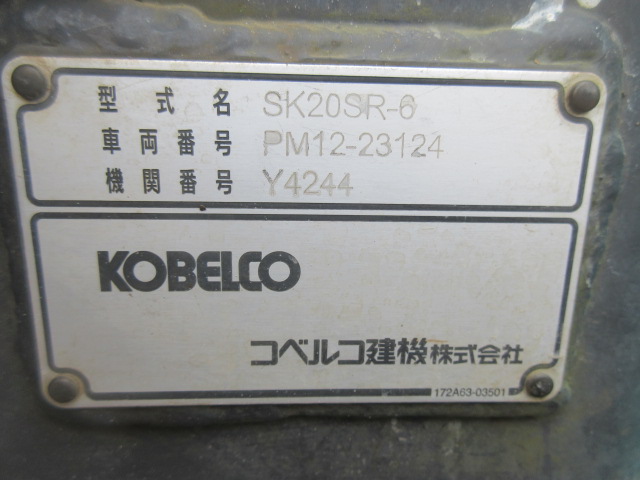 型式名 SK20SR-6
車両番号 PM12-23124
機関番号 Y4244
KOBELCO
コベルコ建機株式会社
172A63-03501